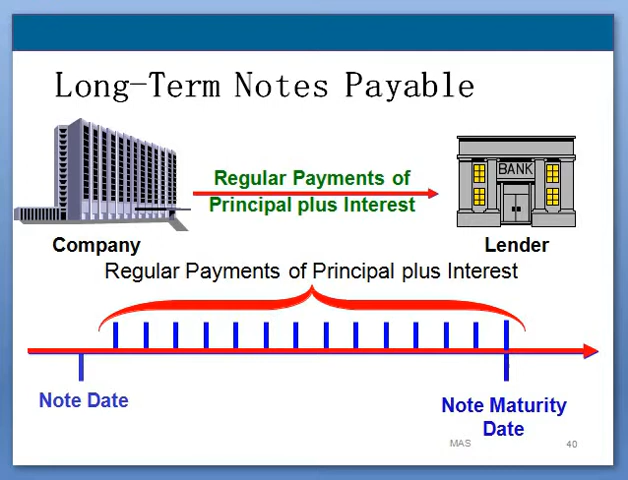 Long-Term Notes Payable
Regular Payments of
Principal plus Interest
BANK
Company
Lender
Regular Payments of Principal plus Interest
Note Date
Note Maturity
Date
MAS
40